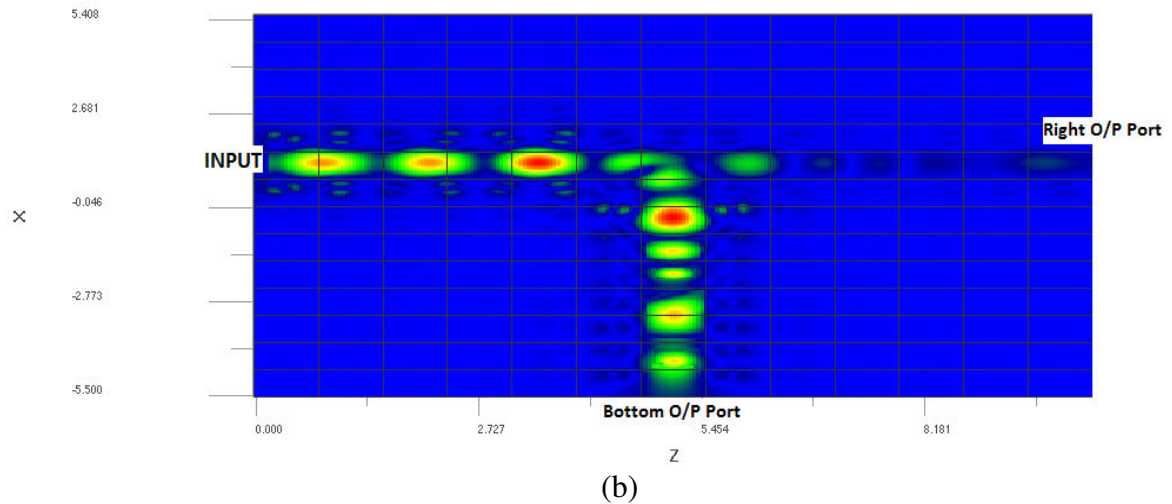 5.408
2.681
Right O/P Port
INPUT
X
-0.046
-2.773
-5.500
Bottom O/P Port
0.000 2.727 5.454 8.181
Z
(b)